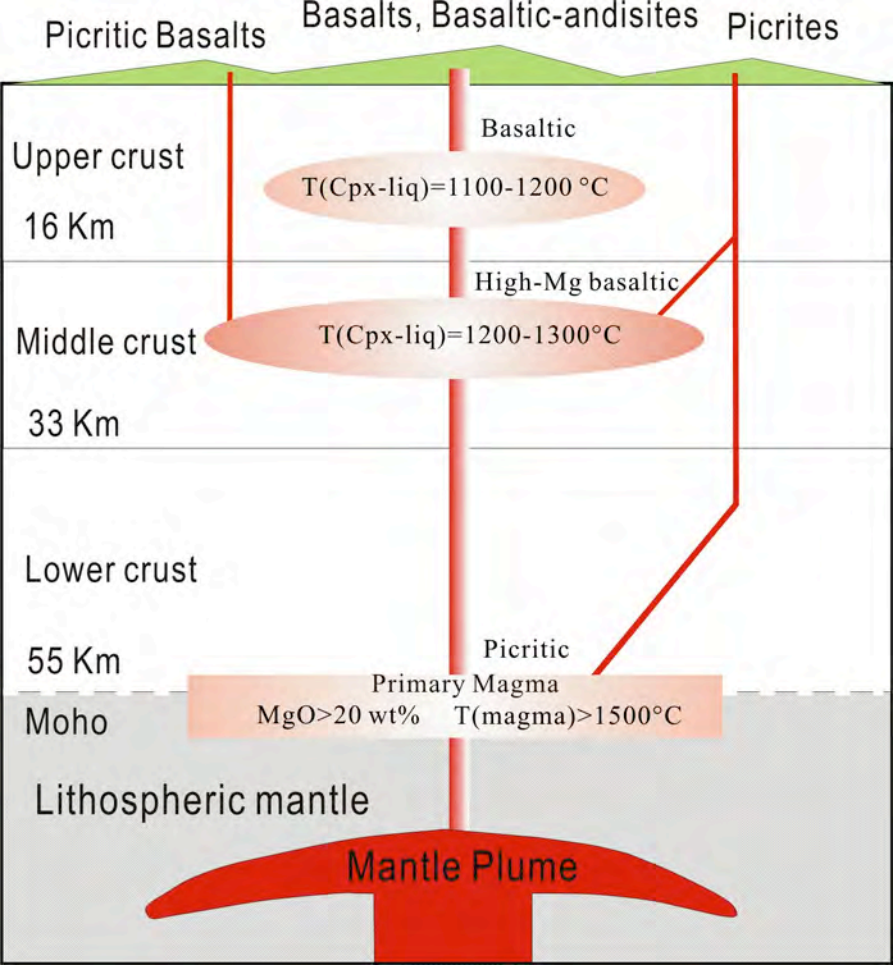 Picritic Basalts
Basalts, Basaltic-andisites
Picrites
Basaltic
Upper crust
T(Cpx-liq)=1100-1200 °C
16 Km
High-Mg basaltic
Middle crust
T(Cpx-liq)=1200-1300°C
33 Km
Lower crust
Picritic
55 Km
Primary Magma
MgO>20 wt% T(magma)>1500°C
Moho
Lithospheric mantle
Mantle Plume